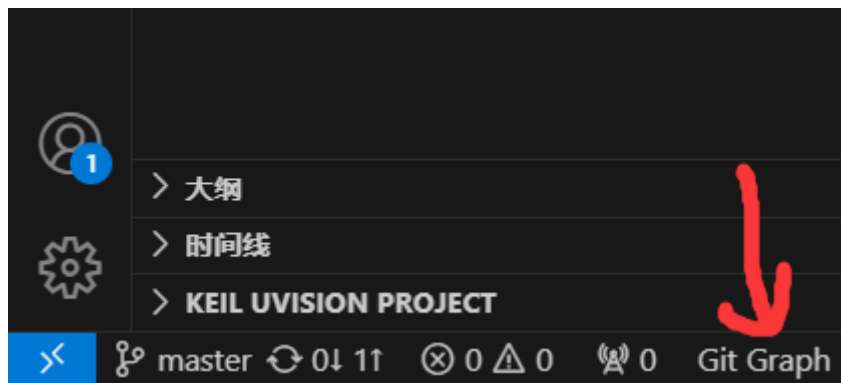 1
大纲
时间线
KEIL UVISION PROJECT
master 0↓ 1↑ 0 0 0 Git Graph